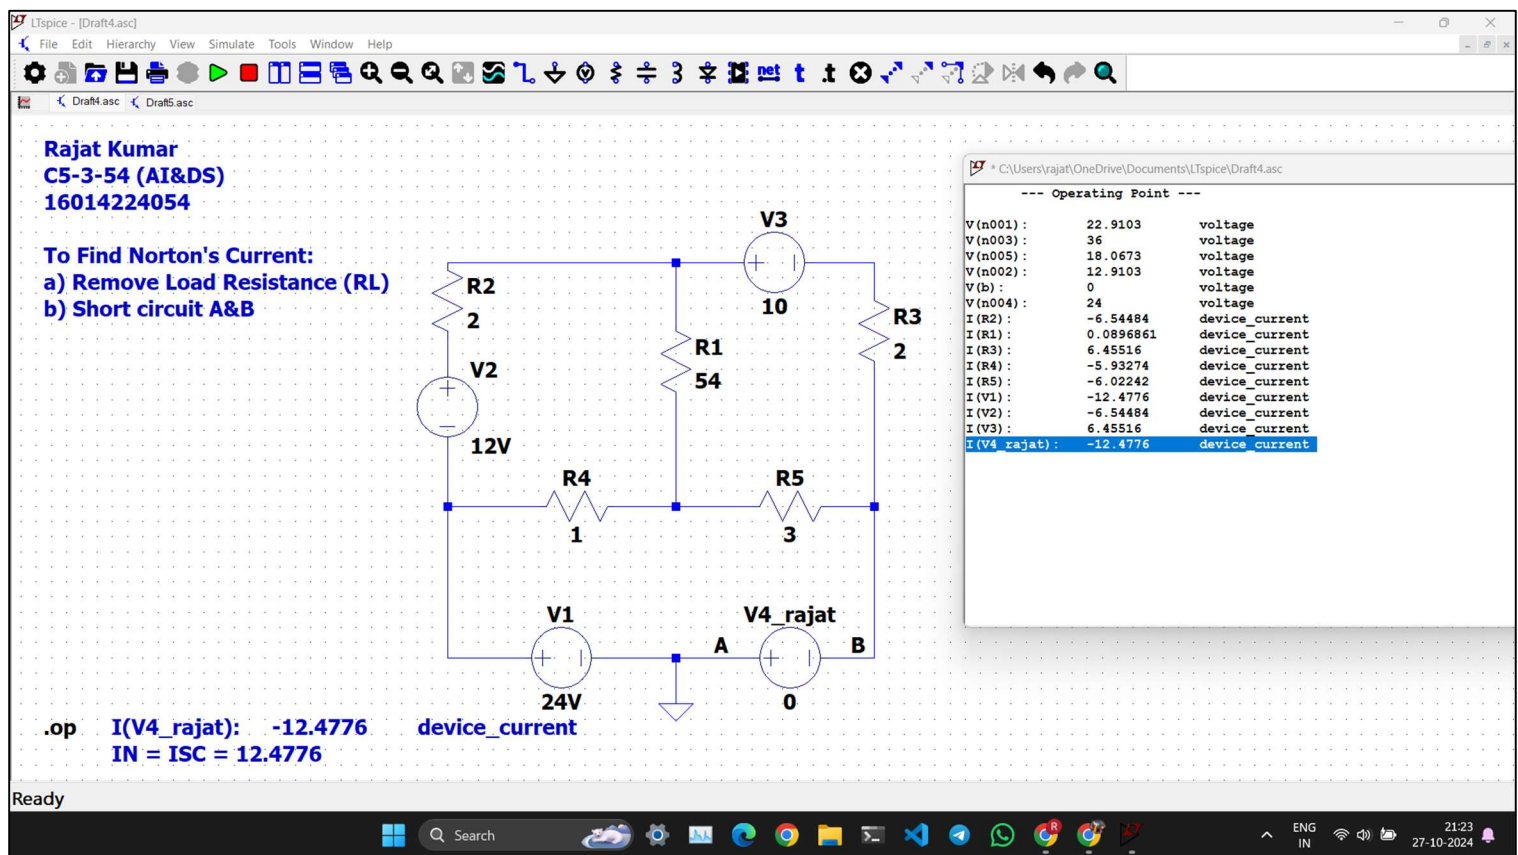 LTspice - [Draft4.asc]
File Edit Hierarchy View Simulate Tools Window Help
net t .t
Draft4.asc Draft5.asc
Rajat Kumar
C5-3-54 (AI&DS)
16014224054
To Find Norton's Current:
a) Remove Load Resistance (RL)
b) Short circuit A&B
V3
10
R2
2
R3
2
R1
54
V2
12V
R4
1
R5
3
V1
24V
V4_rajat
A
B
0
.op I(V4_rajat): -12.4776 device_current
IN = ISC = 12.4776
* C:\Users\rajat\OneDrive\Documents\LTspice\Draft4.asc
--- Operating Point ---
V(n001): 22.9103 voltage
V(n003): 36 voltage
V(n005): 18.0673 voltage
V(n002): 12.9103 voltage
V(b): 0 voltage
V(n004): 24 voltage
I(R2): -6.54484 device_current
I(R1): 0.0896861 device_current
I(R3): 6.45516 device_current
I(R4): -5.93274 device_current
I(R5): -6.02242 device_current
I(V1): -12.4776 device_current
I(V2): -6.54484 device_current
I(V3): 6.45516 device_current
I(V4_rajat): -12.4776 device_current
Ready
Search
ENG
IN
21:23
27-10-2024